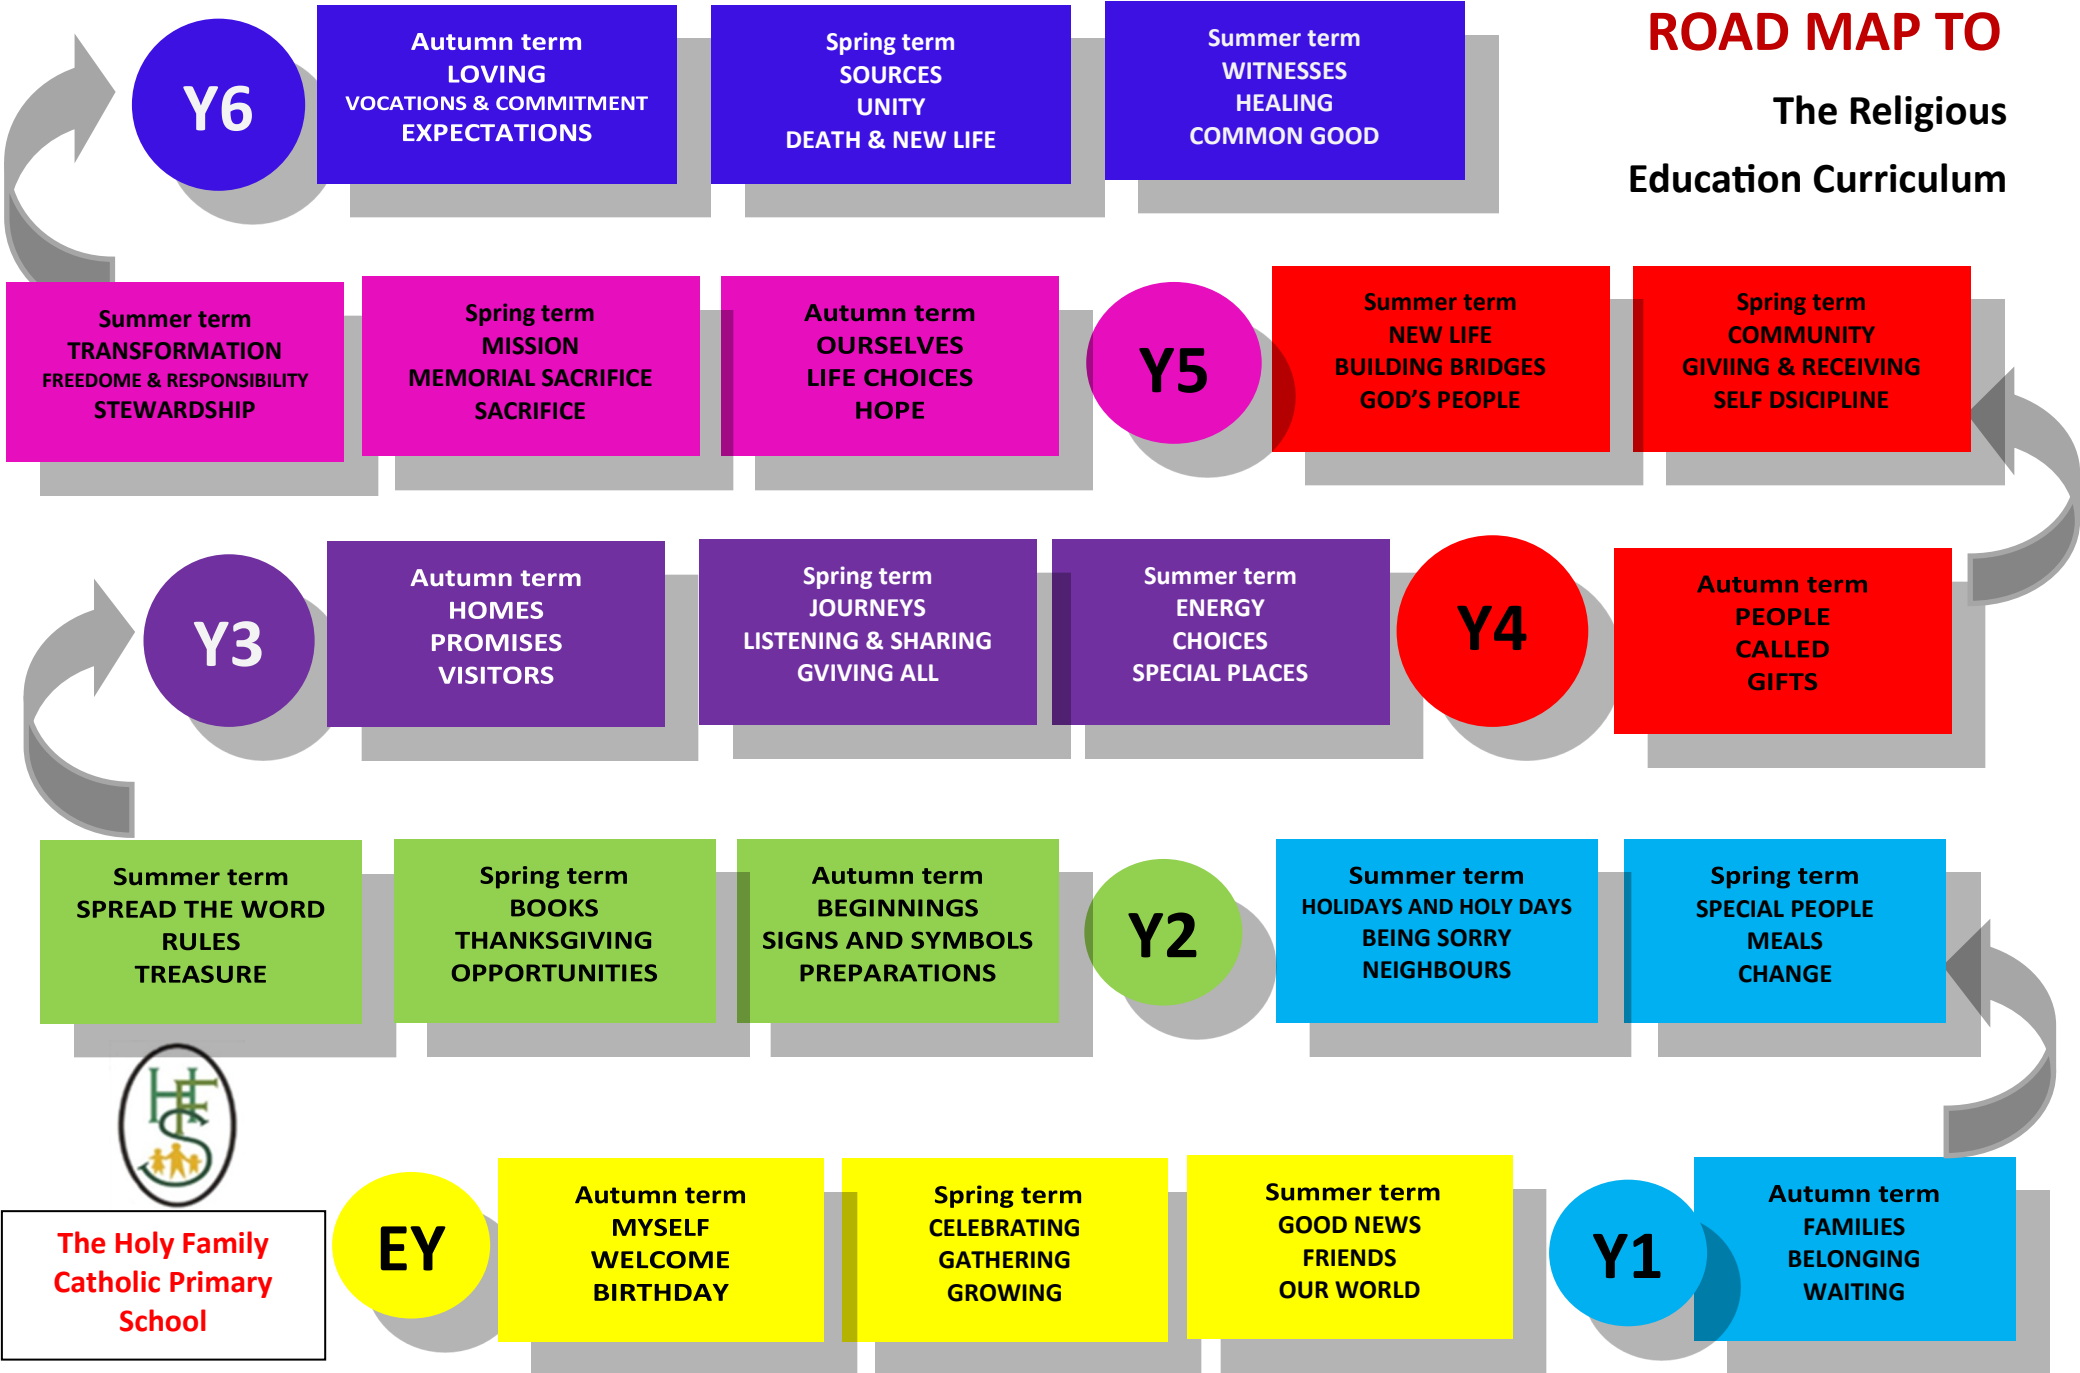 ROAD MAP TO
The Religious
Education Curriculum
Y6
Autumn term
LOVING
VOCATIONS & COMMITMENT
EXPECTATIONS
Spring term
SOURCES
UNITY
DEATH & NEW LIFE
Summer term
WITNESSES
HEALING
COMMON GOOD
Summer term
TRANSFORMATION
FREEDOME & RESPONSIBILITY
STEWARDSHIP
Spring term
MISSION
MEMORIAL SACRIFICE
SACRIFICE
Autumn term
OURSELVES
LIFE CHOICES
HOPE
Y5
Summer term
NEW LIFE
BUILDING BRIDGES
GOD'S PEOPLE
Spring term
COMMUNITY
GIVIING & RECEIVING
SELF DSICIPLINE
Y3
Autumn term
HOMES
PROMISES
VISITORS
Spring term
JOURNEYS
LISTENING & SHARING
GVIVING ALL
Summer term
ENERGY
CHOICES
SPECIAL PLACES
Y4
Autumn term
PEOPLE
CALLED
GIFTS
Summer term
SPREAD THE WORD
RULES
TREASURE
Spring term
BOOKS
THANKSGIVING
OPPORTUNITIES
Autumn term
BEGINNINGS
SIGNS AND SYMBOLS
PREPARATIONS
Y2
Summer term
HOLIDAYS AND HOLY DAYS
BEING SORRY
NEIGHBOURS
Spring term
SPECIAL PEOPLE
MEALS
CHANGE
HFS
The Holy Family
Catholic Primary
School
EY
Autumn term
MYSELF
WELCOME
BIRTHDAY
Spring term
CELEBRATING
GATHERING
GROWING
Summer term
GOOD NEWS
FRIENDS
OUR WORLD
Y1
Autumn term
FAMILIES
BELONGING
WAITING